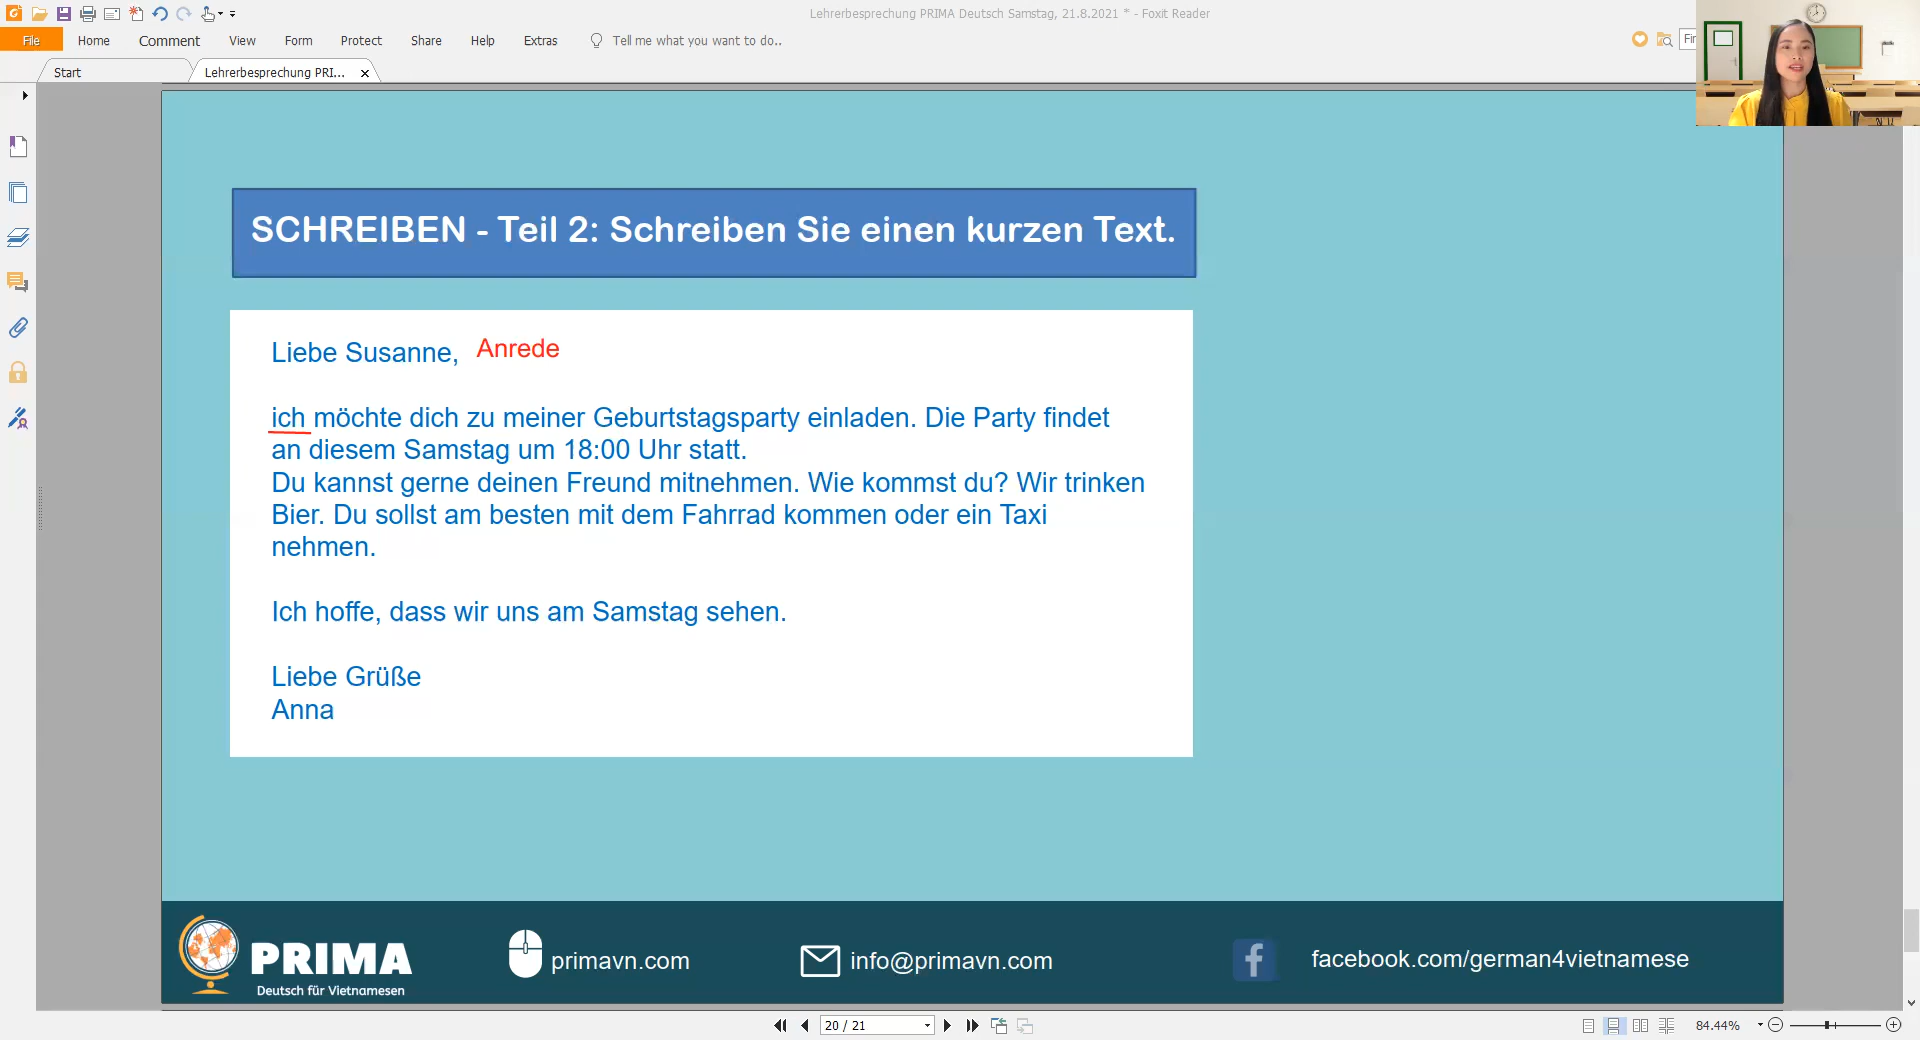 Lehrerbesprechung PRIMA Deutsch Samstag, 21.8.2021 * - Foxit Reader
File Home Comment View Form Protect Share Help Extras Tell me what you want to do..
Start Lehrerbesprechung PRI...
SCHREIBEN - Teil 2: Schreiben Sie einen kurzen Text.
Liebe Susanne, Anrede
ich möchte dich zu meiner Geburtstagsparty einladen. Die Party findet
an diesem Samstag um 18:00 Uhr statt.
Du kannst gerne deinen Freund mitnehmen. Wie kommst du? Wir trinken
Bier. Du sollst am besten mit dem Fahrrad kommen oder ein Taxi
nehmen.
Ich hoffe, dass wir uns am Samstag sehen.
Liebe Grüße
Anna
PRIMA
Deutsch für Vietnamesen
primavn.com
info@primavn.com
facebook.com/german4vietnamese
20 / 21
84.44%